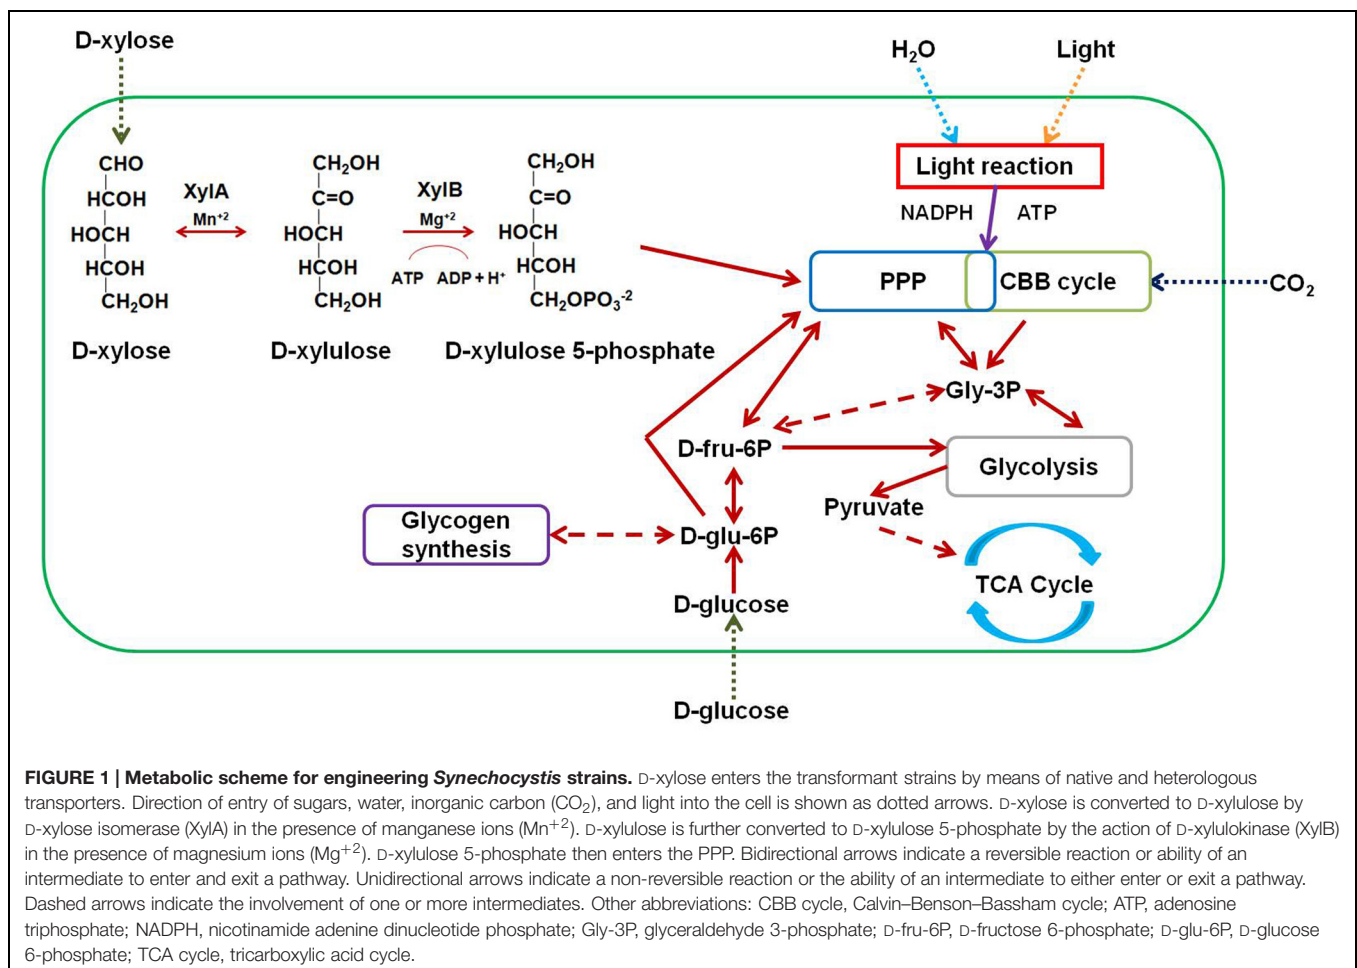 D-xylose
H₂O
Light
CHO
HCOH
HOCH
HCOH
CH₂OH
D-xylose
XylA
Mn⁺²
CH₂OH
C=O
HOCH
HCOH
CH₂OH
D-xylulose
XylB
Mg⁺²
ATP ADP + H⁺
CH₂OH
C=O
HOCH
HCOH
CH₂OPO₃⁻²
D-xylulose 5-phosphate
Light reaction
NADPH ATP
PPP
CBB cycle
CO₂
Gly-3P
D-fru-6P
Glycolysis
Pyruvate
Glycogen
synthesis
D-glu-6P
TCA Cycle
D-glucose
D-glucose
FIGURE 1 | Metabolic scheme for engineering Synechocystis strains. D-xylose enters the transformant strains by means of native and heterologous
transporters. Direction of entry of sugars, water, inorganic carbon (CO₂), and light into the cell is shown as dotted arrows. D-xylose is converted to D-xylulose by
D-xylose isomerase (XylA) in the presence of manganese ions (Mn⁺²). D-xylulose is further converted to D-xylulose 5-phosphate by the action of D-xylulokinase (XylB)
in the presence of magnesium ions (Mg⁺²). D-xylulose 5-phosphate then enters the PPP. Bidirectional arrows indicate a reversible reaction or ability of an
intermediate to enter and exit a pathway. Unidirectional arrows indicate a non-reversible reaction or the ability of an intermediate to either enter or exit a pathway.
Dashed arrows indicate the involvement of one or more intermediates. Other abbreviations: CBB cycle, Calvin–Benson–Bassham cycle; ATP, adenosine
triphosphate; NADPH, nicotinamide adenine dinucleotide phosphate; Gly-3P, glyceraldehyde 3-phosphate; D-fru-6P, D-fructose 6-phosphate; D-glu-6P, D-glucose
6-phosphate; TCA cycle, tricarboxylic acid cycle.